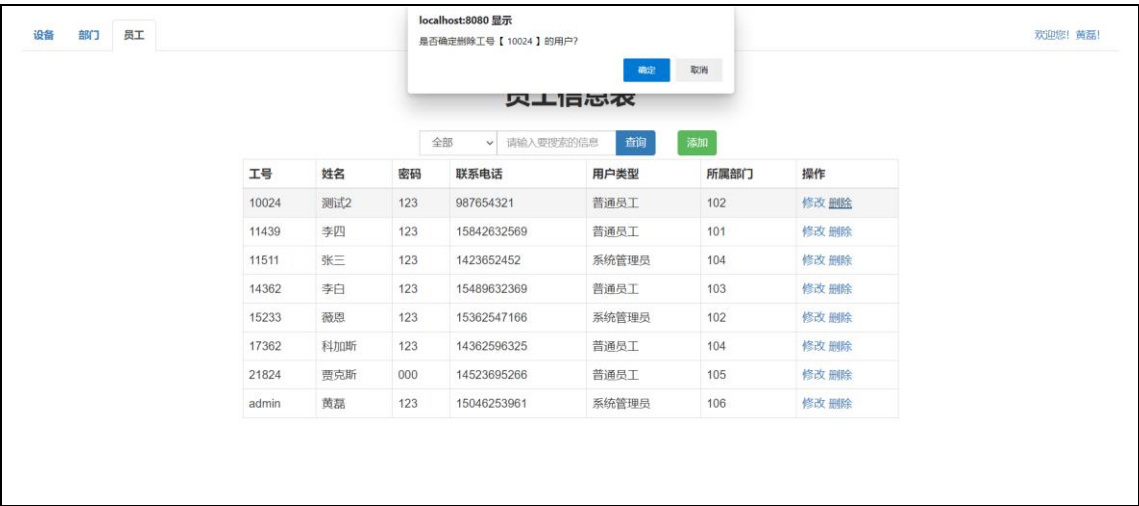 localhost:8080 显示
是否确定删除工号【 10024 】的用户?
确定 取消
设备 部门 员工 欢迎您! 黄磊!
员工信息表
全部 请输入要搜索的信息 查询 添加
工号 姓名 密码 联系电话 用户类型 所属部门 操作
10024 测试2 123 987654321 普通员工 102 修改 删除
11439 李四 123 15842632569 普通员工 101 修改 删除
11511 张三 123 1423652452 系统管理员 104 修改 删除
14362 李白 123 15489632369 普通员工 103 修改 删除
15233 薇恩 123 15362547166 系统管理员 102 修改 删除
17362 科加斯 123 14362596325 普通员工 104 修改 删除
21824 贾克斯 000 14523695266 普通员工 105 修改 删除
admin 黄磊 123 15046253961 系统管理员 106 修改 删除